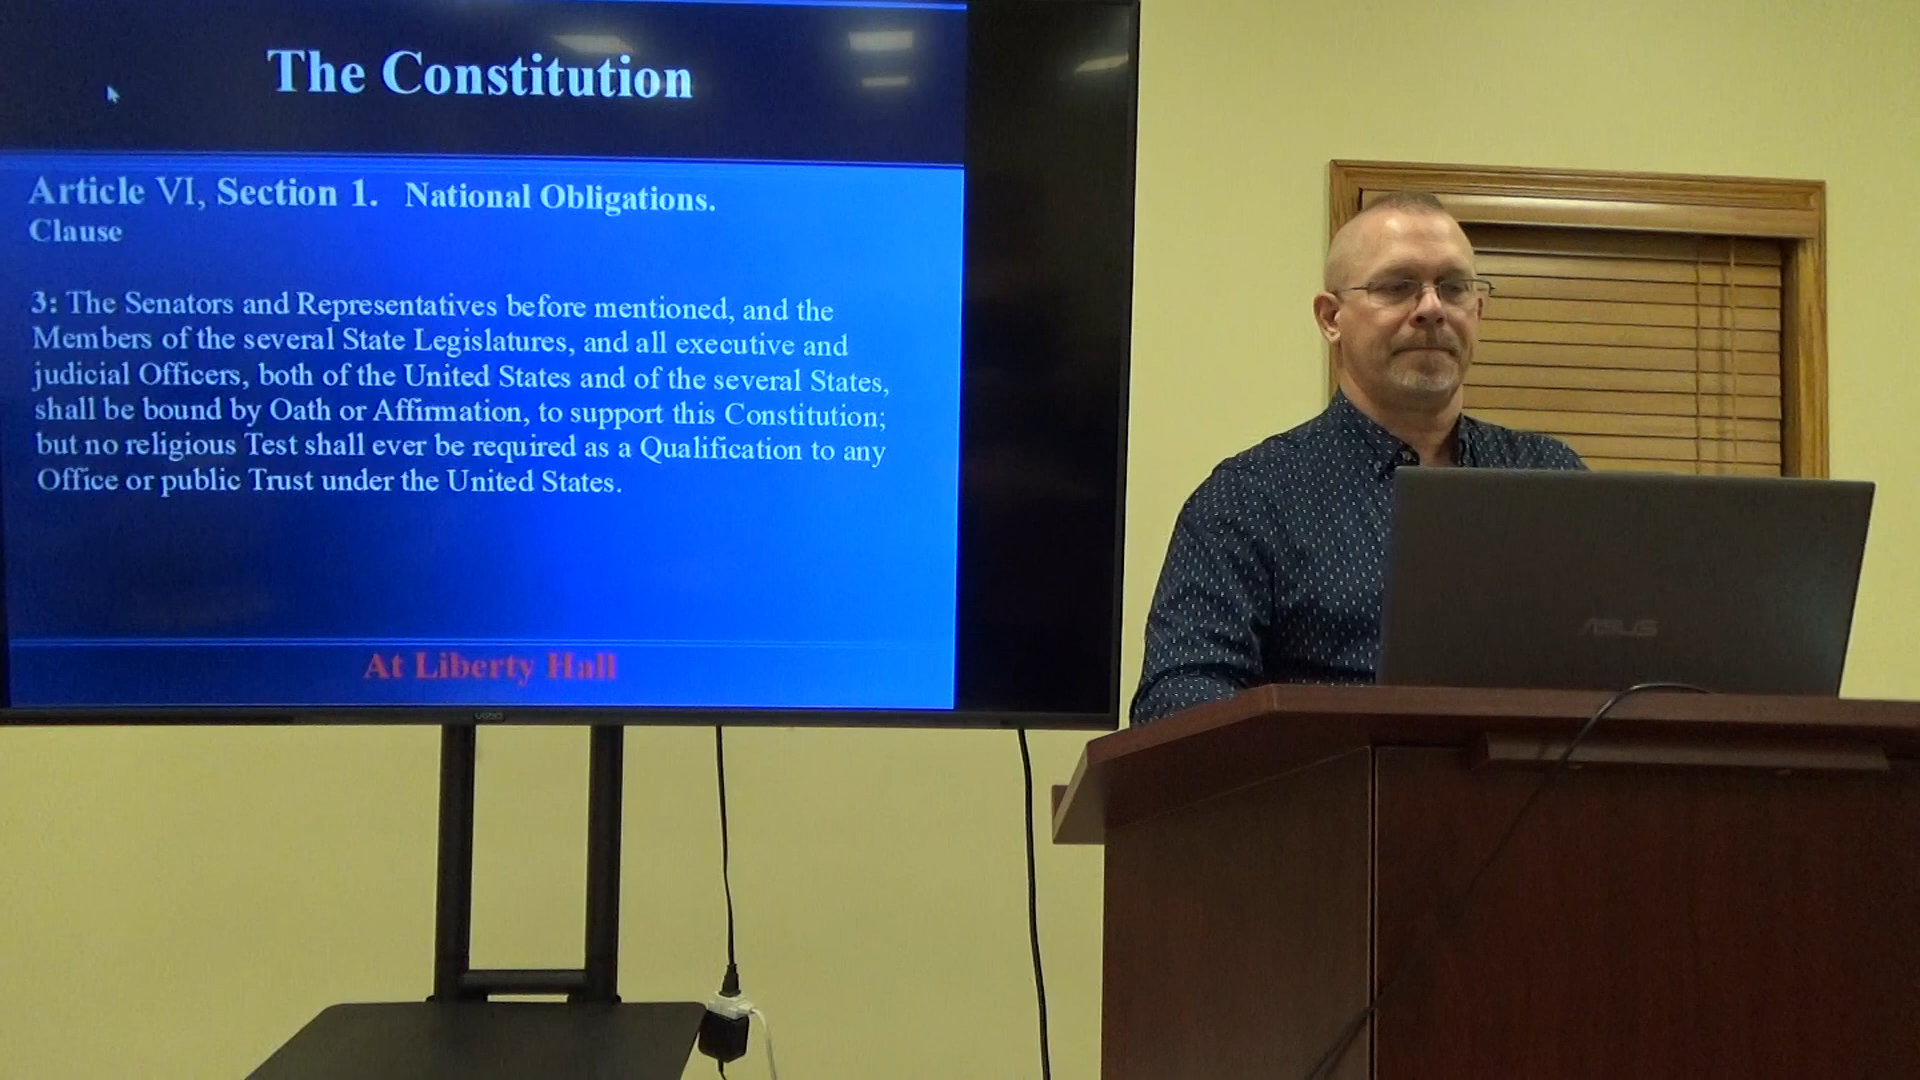 The Constitution
Article VI, Section 1. National Obligations.
Clause
3: The Senators and Representatives before mentioned, and the
Members of the several State Legislatures, and all executive and
judicial Officers, both of the United States and of the several States,
shall be bound by Oath or Affirmation, to support this Constitution;
but no religious Test shall ever be required as a Qualification to any
Office or public Trust under the United States.
At Liberty Hall
VIZIO
ASUS